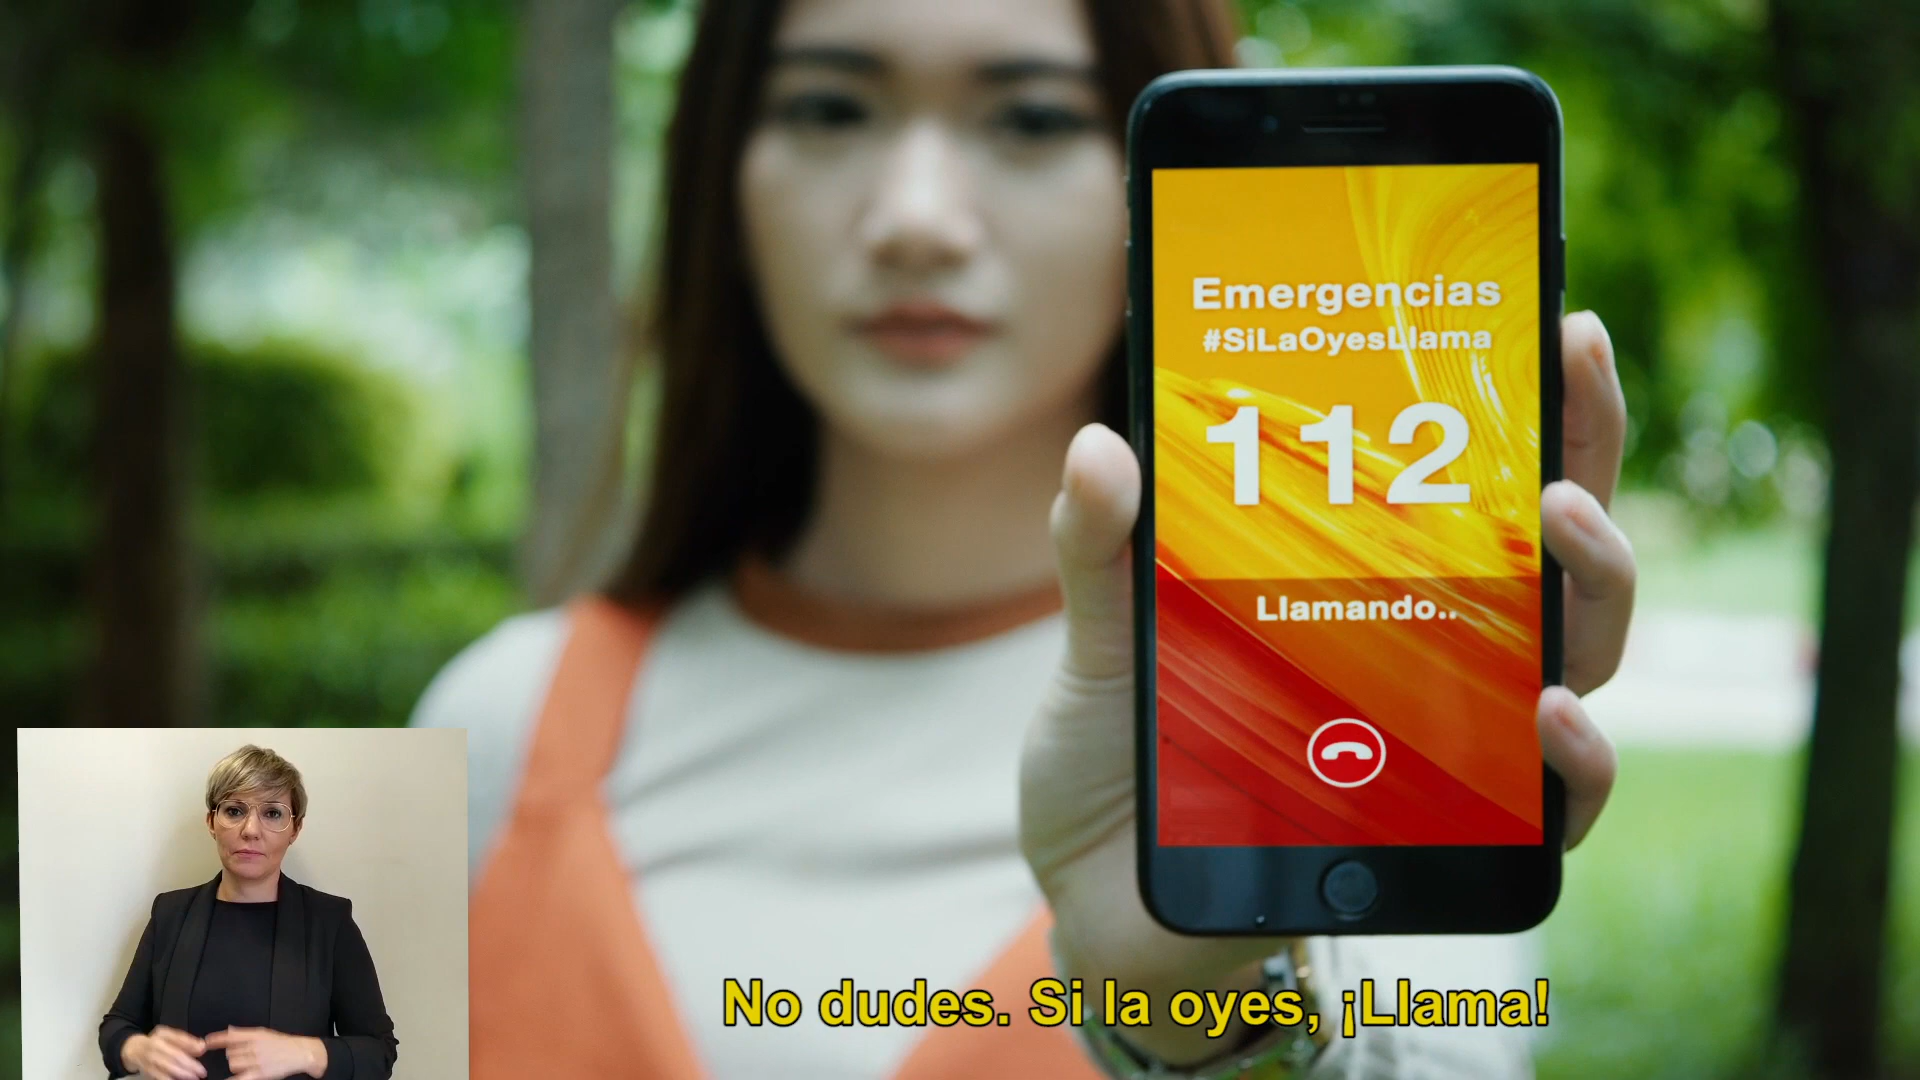 Emergencias
#SiLaOyesLlama
112
Llamando..
No dudes. Si la oyes, ¡Llama!